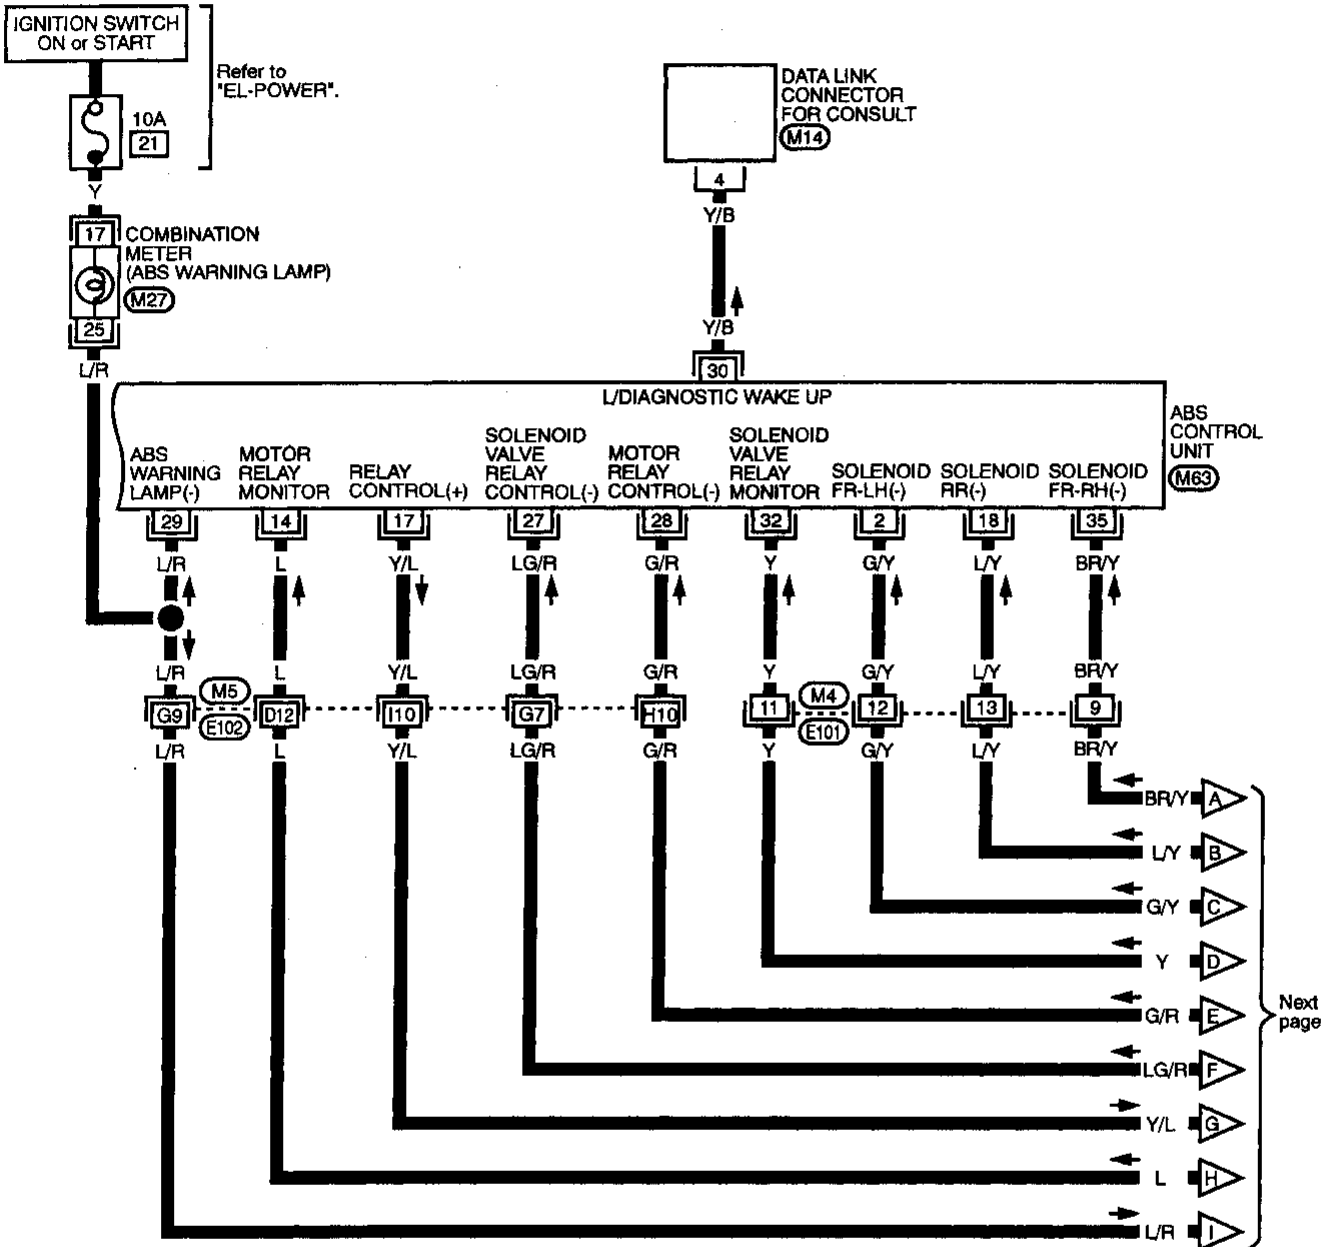 IGNITION SWITCH
ON or START
Refer to
"EL-POWER".
10A
21
Y
17
COMBINATION
METER
(ABS WARNING LAMP)
M27
25
L/R
DATA LINK
CONNECTOR
FOR CONSULT
M14
4
Y/B
Y/B
30
L/DIAGNOSTIC WAKE UP
ABS
CONTROL
UNIT
M63
ABS
WARNING
LAMP(-)
MOTOR
RELAY
MONITOR
RELAY
CONTROL(+)
SOLENOID
VALVE
RELAY
CONTROL(-)
MOTOR
RELAY
CONTROL(-)
SOLENOID
VALVE
RELAY
MONITOR
SOLENOID
FR-LH(-)
SOLENOID
RR(-)
SOLENOID
FR-RH(-)
29 14 17 27 28 32 2 18 35
L/R L Y/L LG/R G/R Y G/Y L/Y BR/Y
L/R L Y/L LG/R G/R Y G/Y L/Y BR/Y
M5 M4
G9 D12 I10 G7 H10 11 12 13 9
E102 E101
L/R L Y/L LG/R G/R Y G/Y L/Y BR/Y
BR/Y A
L/Y B
G/Y C
Y D
G/R E
LG/R F
Y/L G
L H
L/R I
Next
page